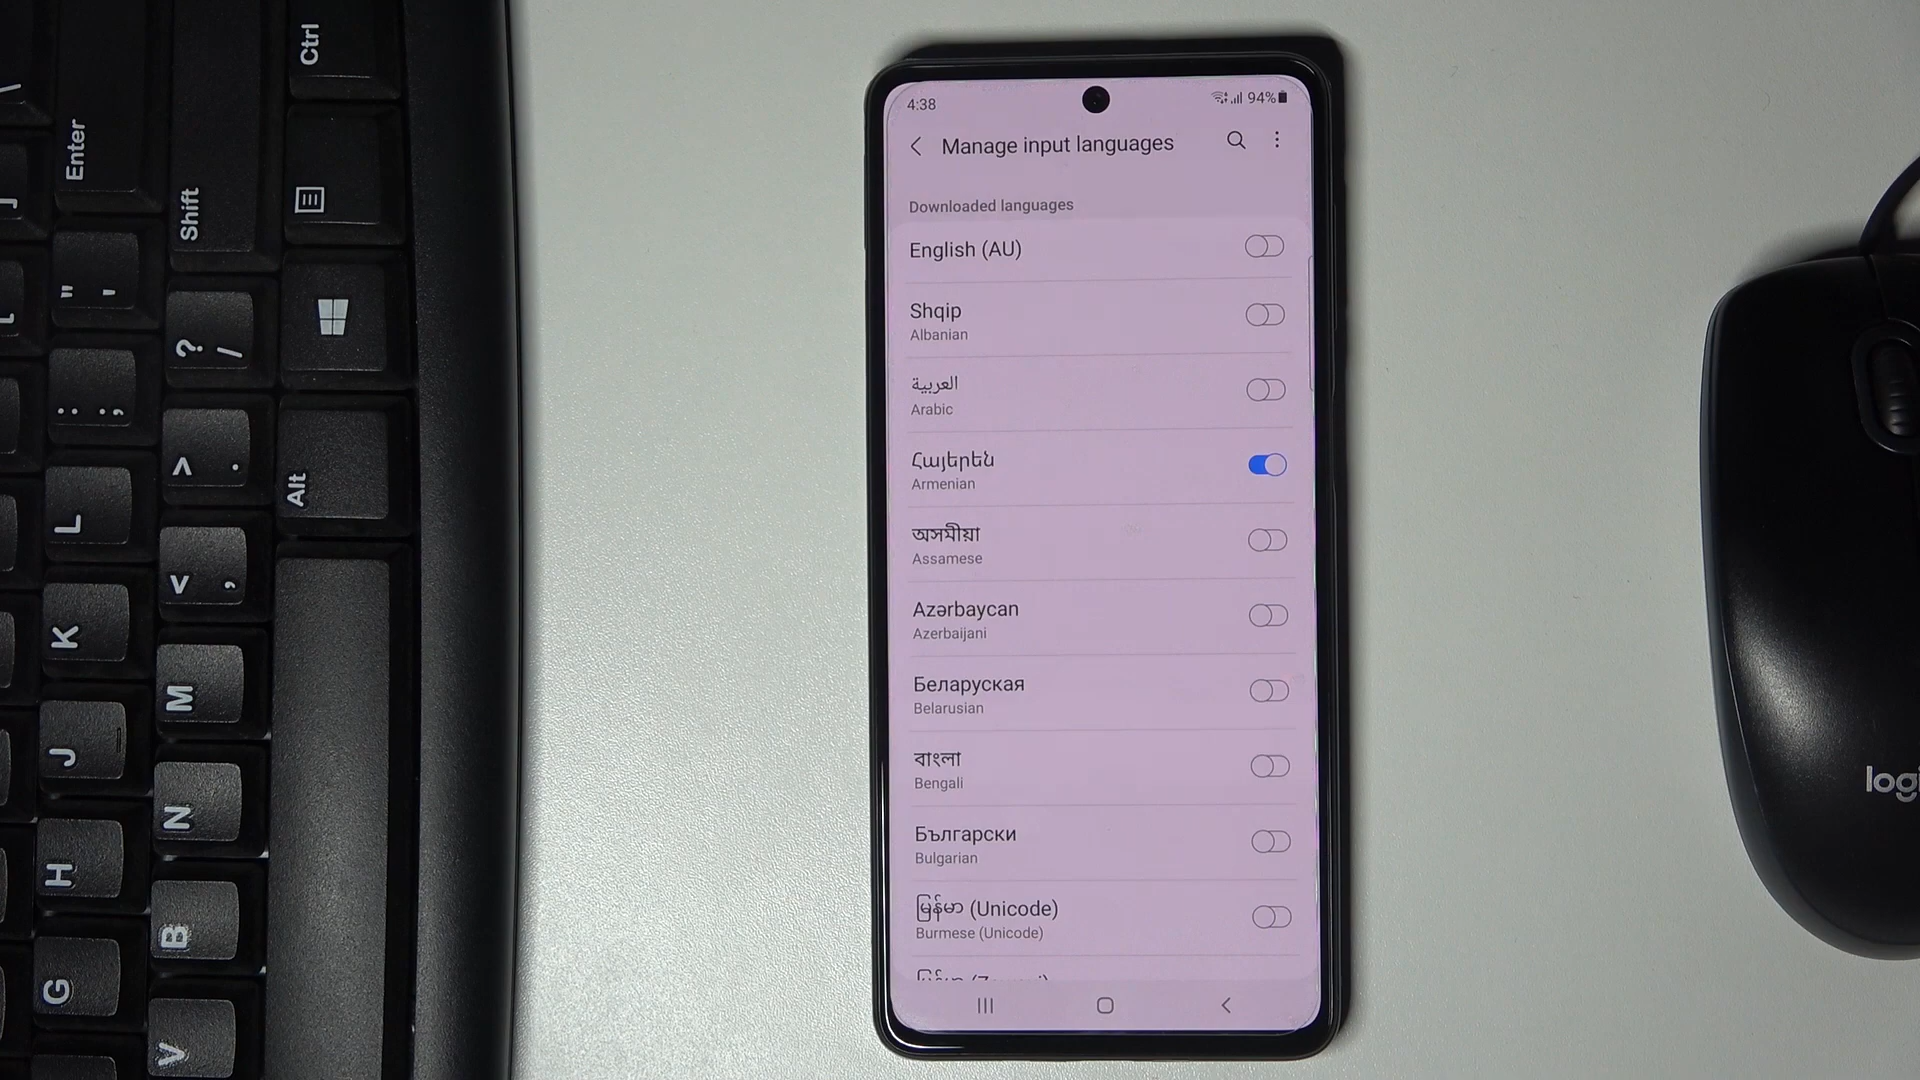 4:38
94%
Manage input languages
Downloaded languages
English (AU)
Shqip
Albanian
العربية
Arabic
Հայերեն
Armenian
অসমীয়া
Assamese
Azərbaycan
Azerbaijani
Беларуская
Belarusian
বাংলা
Bengali
Български
Bulgarian
မြန်မာ (Unicode)
Burmese (Unicode)
Ctrl
Enter
Shift
" '
? /
: ;
> .
Alt
L
< ,
K
M
J
N
H
B
G
V